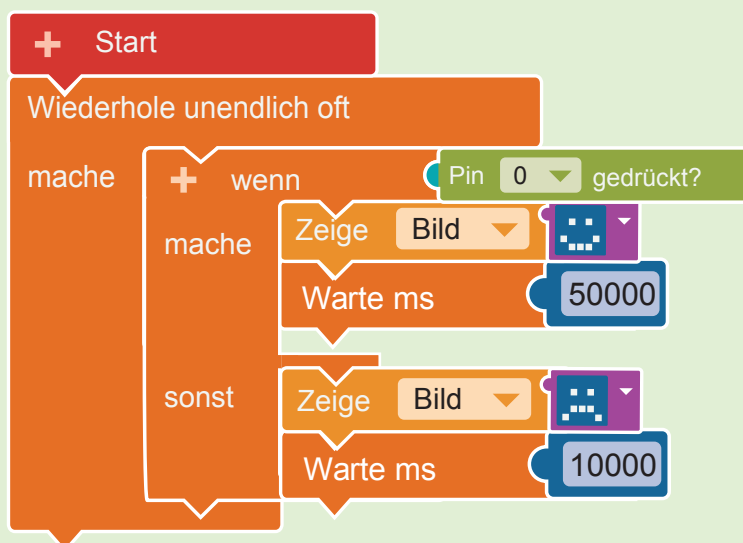 Start
Wiederhole unendlich oft
mache
wenn
Pin 0 gedrückt?
mache
Zeige Bild
Warte ms 50000
sonst
Zeige Bild
Warte ms 10000